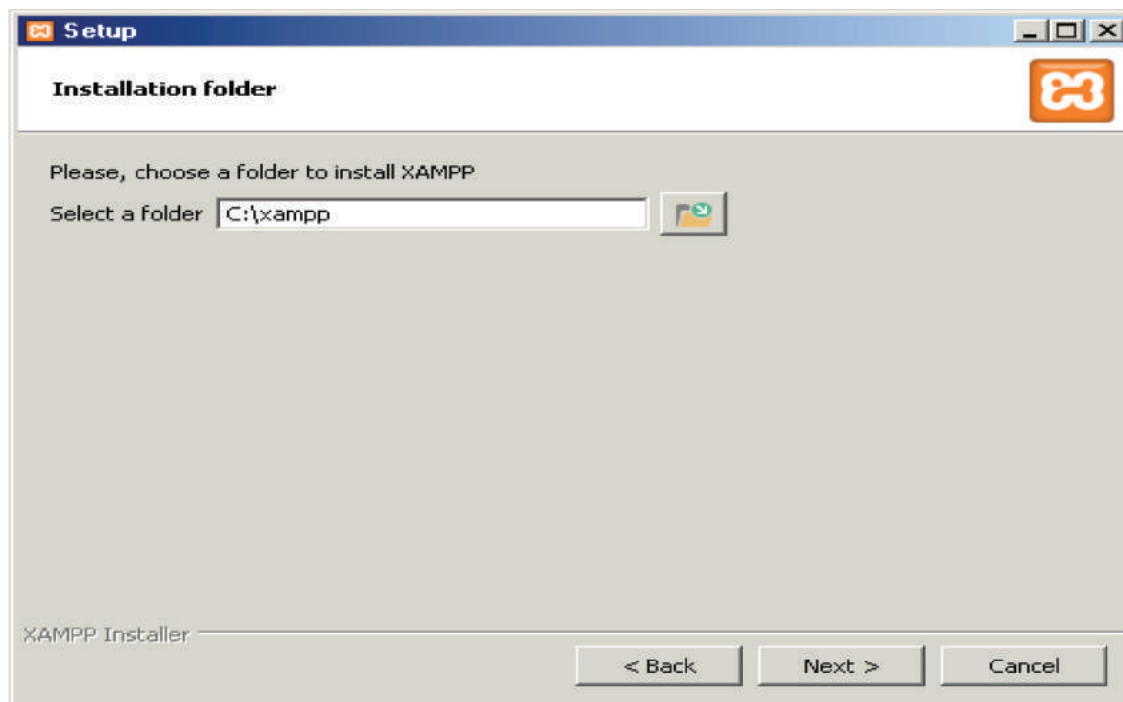 Setup
Installation folder
Please, choose a folder to install XAMPP
Select a folder C:\xampp
XAMPP Installer
< Back Next > Cancel